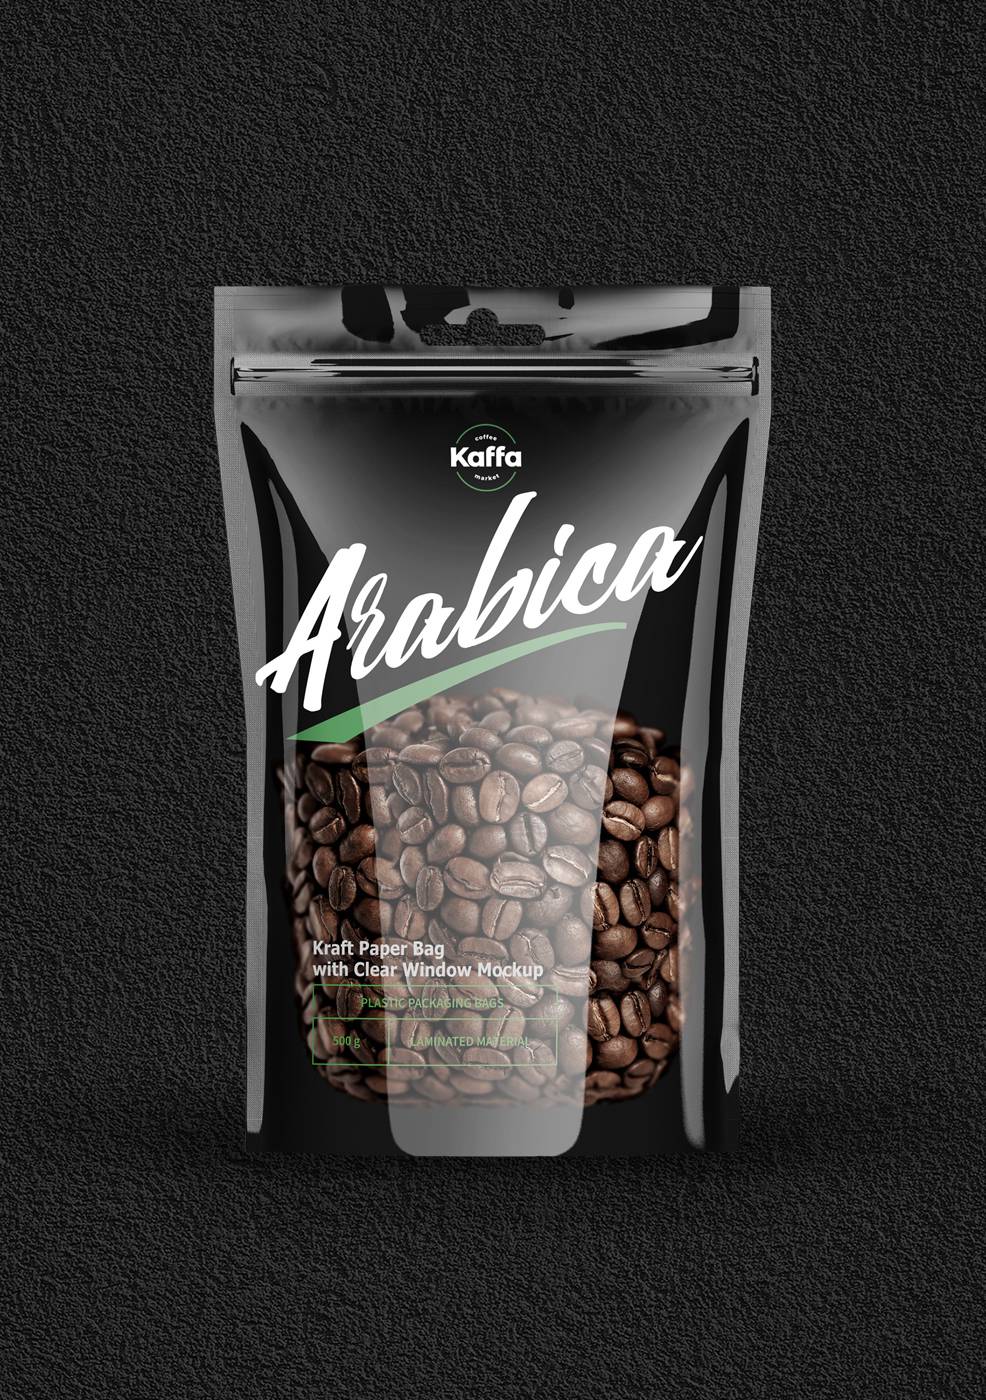 coffee
Kaffa
market
Arabica
Kraft Paper Bag
with Clear Window Mockup
PLASTIC PACKAGING BAGS
500 g
LAMINATED MATERIAL